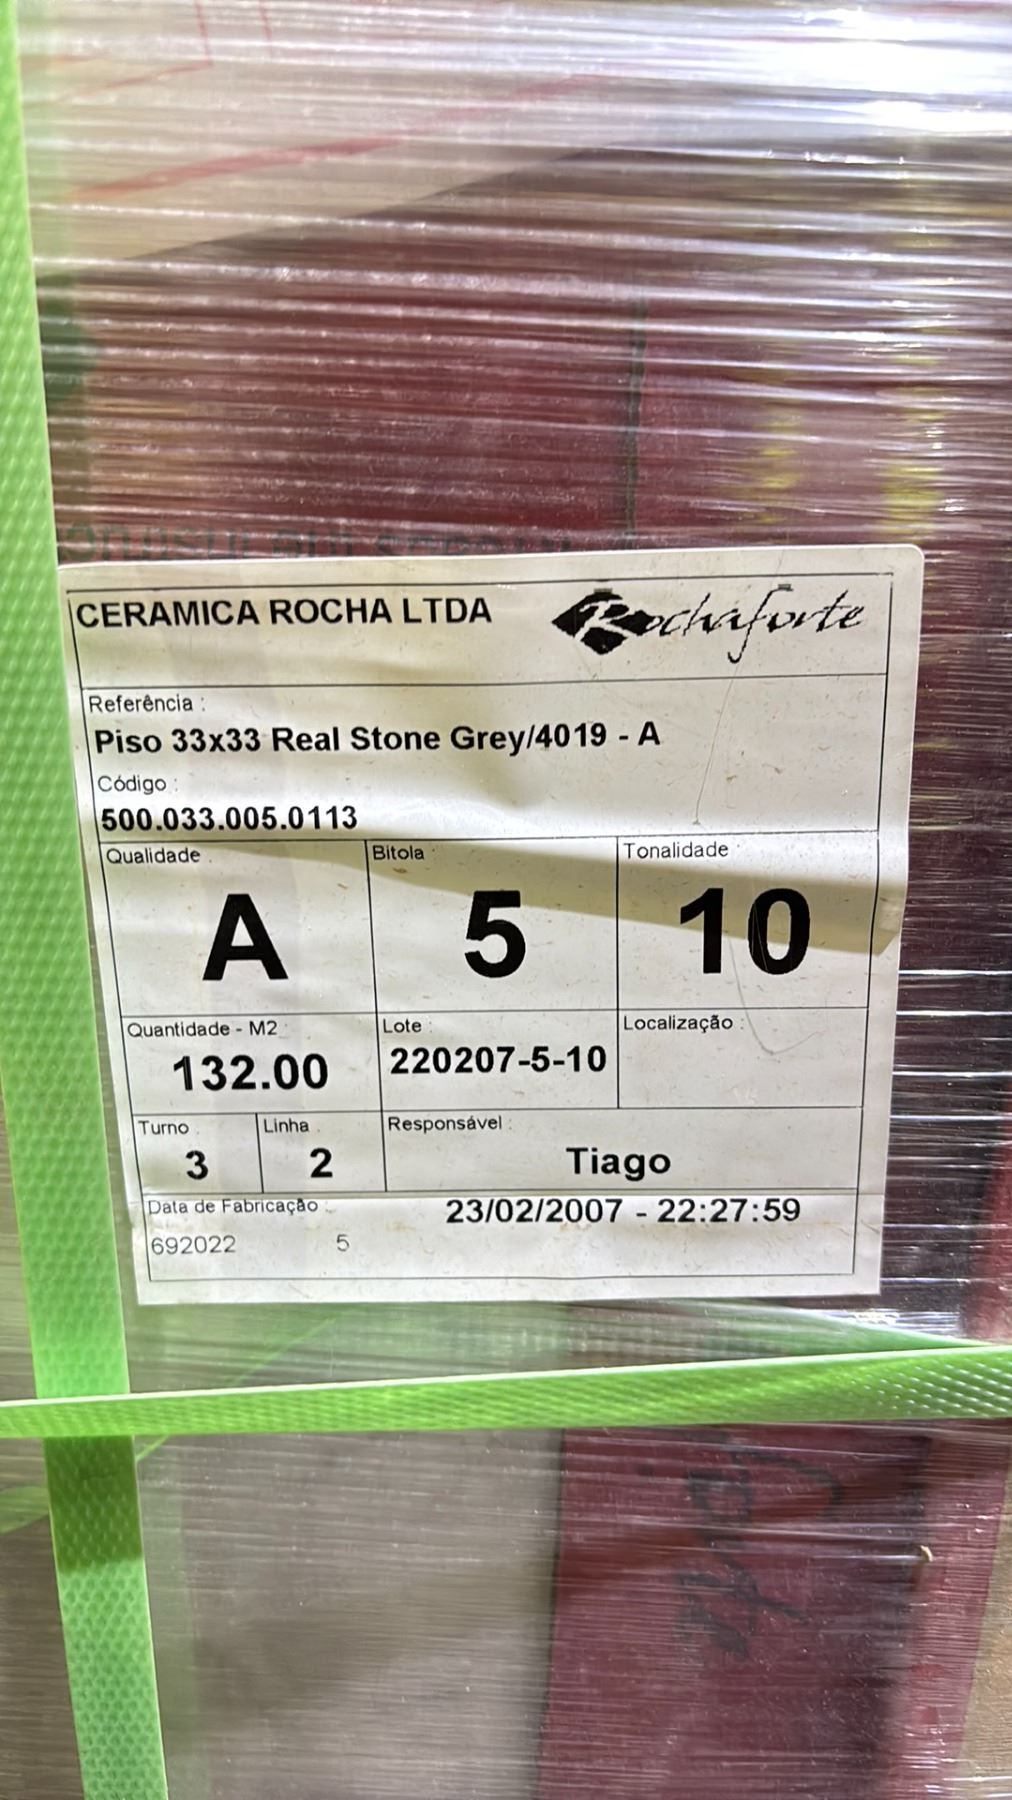 CERAMICA ROCHA LTDA
Rochaforte
Referência :
Piso 33x33 Real Stone Grey/4019 - A
Código :
500.033.005.0113
Qualidade : Bitola : Tonalidade :
A 5 10
Quantidade - M2 : Lote : Localização :
132.00 220207-5-10
Turno : Linha : Responsável :
3 2 Tiago
Data de Fabricação : 23/02/2007 - 22:27:59
692022 5